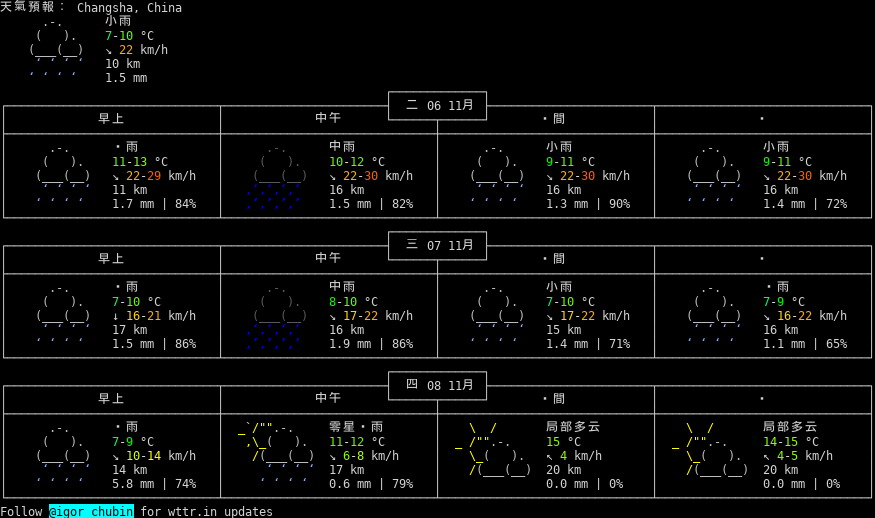 天氣預報： Changsha, China
小雨
7-10 °C
↘ 22 km/h
10 km
1.5 mm
二 06 11月
早上 中午 ・間 ・
・雨 中雨 小雨 小雨
11-13 °C 10-12 °C 9-11 °C 9-11 °C
↘ 22-29 km/h ↘ 22-30 km/h ↘ 22-30 km/h ↘ 22-30 km/h
11 km 16 km 16 km 16 km
1.7 mm | 84% 1.5 mm | 82% 1.3 mm | 90% 1.4 mm | 72%
三 07 11月
早上 中午 ・間 ・
・雨 中雨 小雨 ・雨
7-10 °C 8-10 °C 7-10 °C 7-9 °C
↓ 16-21 km/h ↘ 17-22 km/h ↘ 17-22 km/h ↘ 16-22 km/h
17 km 16 km 15 km 16 km
1.5 mm | 86% 1.9 mm | 86% 1.4 mm | 71% 1.1 mm | 65%
四 08 11月
早上 中午 ・間 ・
・雨 零星・雨 局部多云 局部多云
7-9 °C 11-12 °C 15 °C 14-15 °C
↘ 10-14 km/h ↘ 6-8 km/h ↖ 4 km/h ↖ 4-5 km/h
14 km 17 km 20 km 20 km
5.8 mm | 74% 0.6 mm | 79% 0.0 mm | 0% 0.0 mm | 0%
Follow @igor_chubin for wttr.in updates